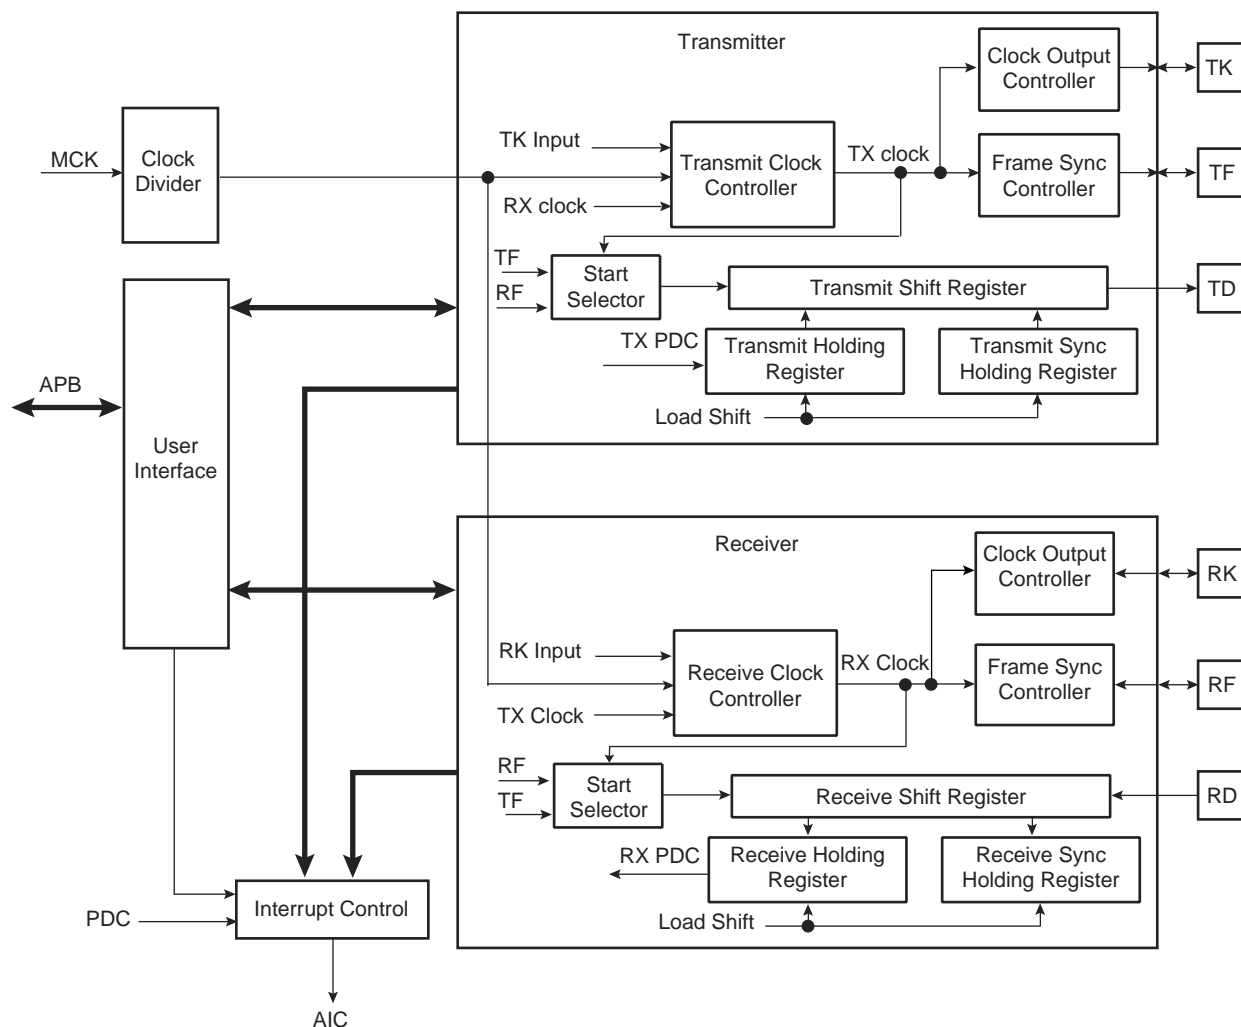 Transmitter
Clock Output
Controller
TK
MCK
Clock
Divider
TK Input
Transmit Clock
Controller
TX clock
Frame Sync
Controller
TF
RX clock
TF
RF
Start
Selector
Transmit Shift Register
TD
TX PDC
Transmit Holding
Register
Transmit Sync
Holding Register
Load Shift
APB
User
Interface
Receiver
Clock Output
Controller
RK
RK Input
Receive Clock
Controller
RX Clock
Frame Sync
Controller
RF
TX Clock
RF
TF
Start
Selector
Receive Shift Register
RD
RX PDC
Receive Holding
Register
Receive Sync
Holding Register
Load Shift
PDC
Interrupt Control
AIC